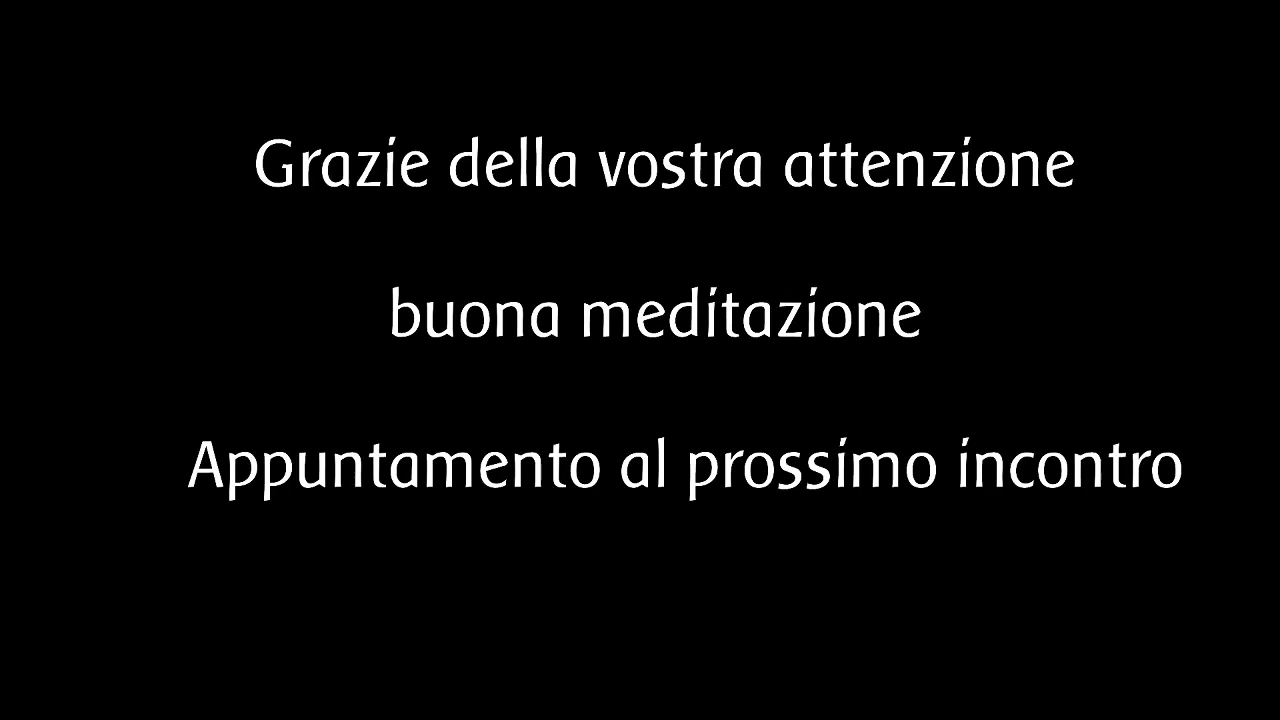 Grazie della vostra attenzione
buona meditazione
Appuntamento al prossimo incontro